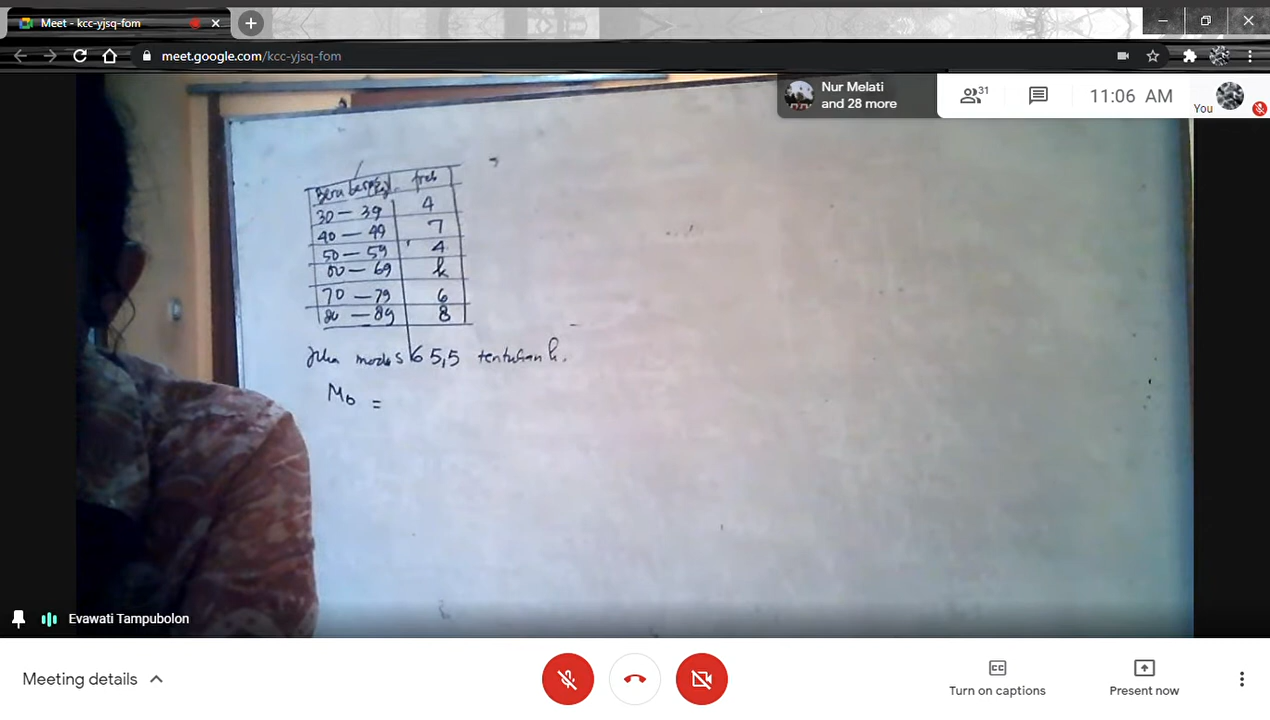 Meet - kcc-yjsq-fom
meet.google.com/kcc-yjsq-fom
Nur Melati
and 28 more
31
11:06 AM
You
30 — 39 4
40 — 49 7
50 — 59 4
60 — 69 k
70 — 79 6
80 — 89 8
Jika modus 65,5 tentukan k.
Mo =
Evawati Tampubolon
Meeting details
Turn on captions
Present now